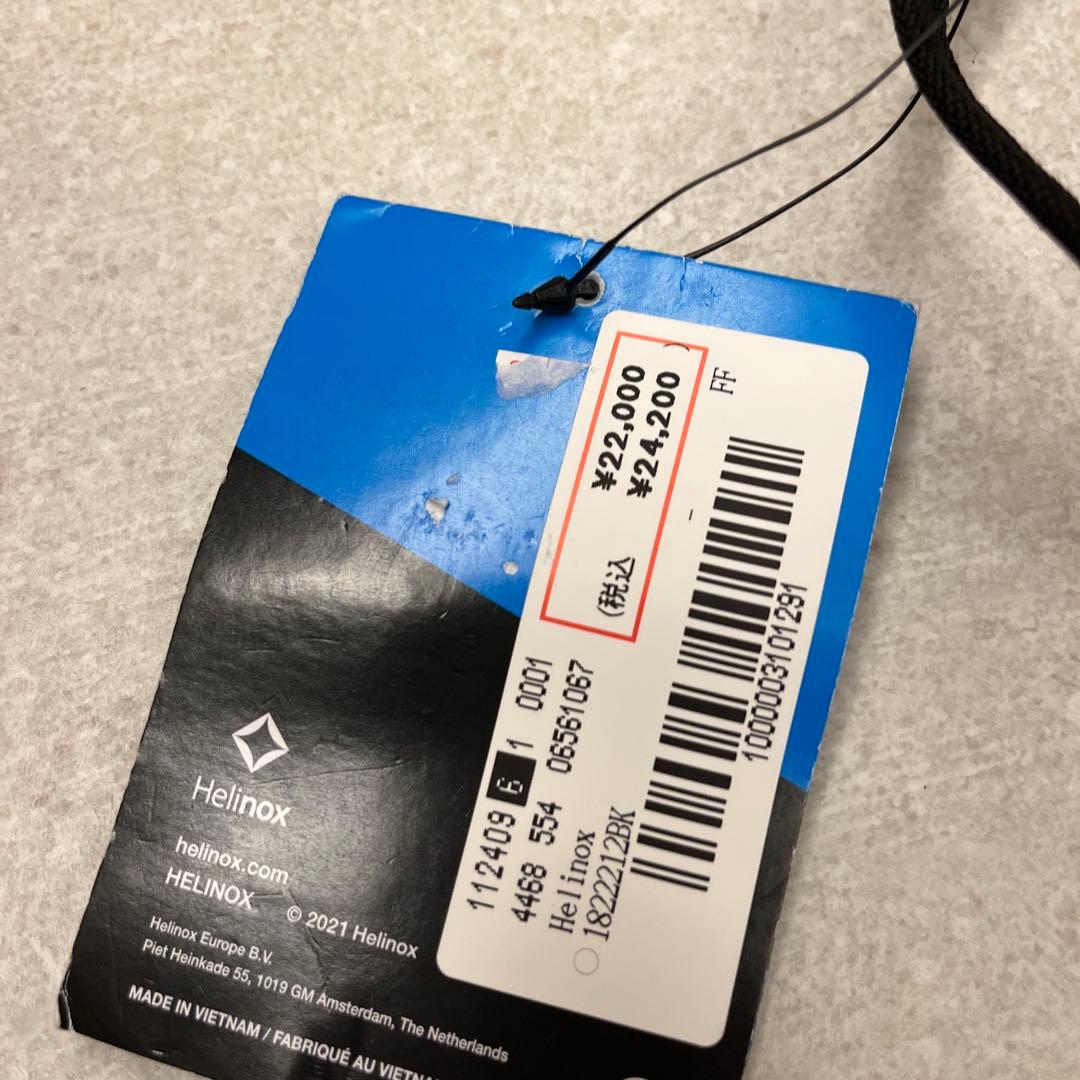 ¥22,000
(税込 ¥24,200)
FF
-
1000003101291
112409 G 1 0001
4468 554 06561067
Helinox
1822212BK
Helinox
helinox.com
HELINOX
© 2021 Helinox
Helinox Europe B.V.
Piet Heinkade 55, 1019 GM Amsterdam, The Netherlands
MADE IN VIETNAM / FABRIQUÉ AU